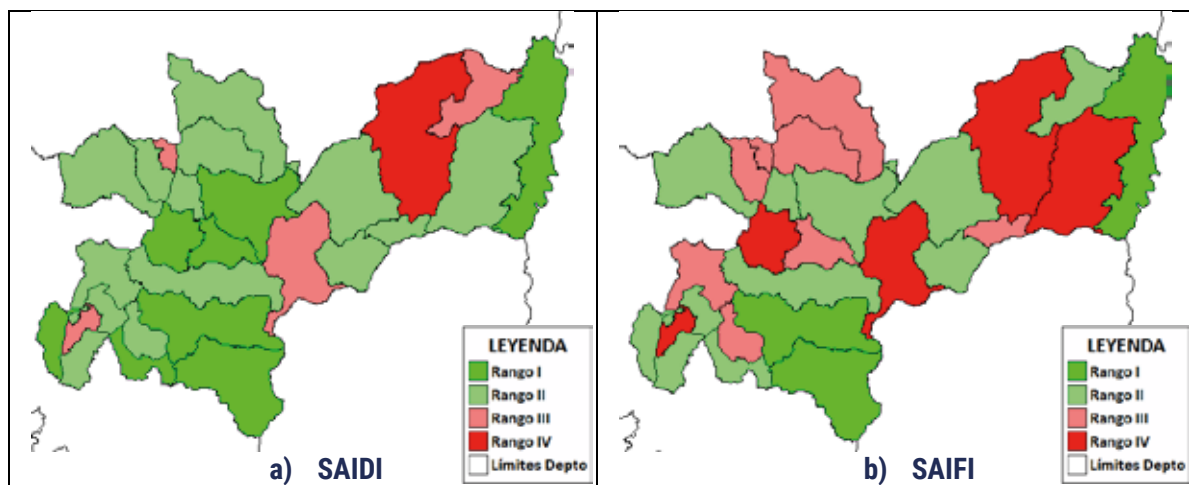 LEYENDA
Rango I
Rango II
Rango III
Rango IV
Límites Depto
a) SAIDI
LEYENDA
Rango I
Rango II
Rango III
Rango IV
Límites Depto
b) SAIFI